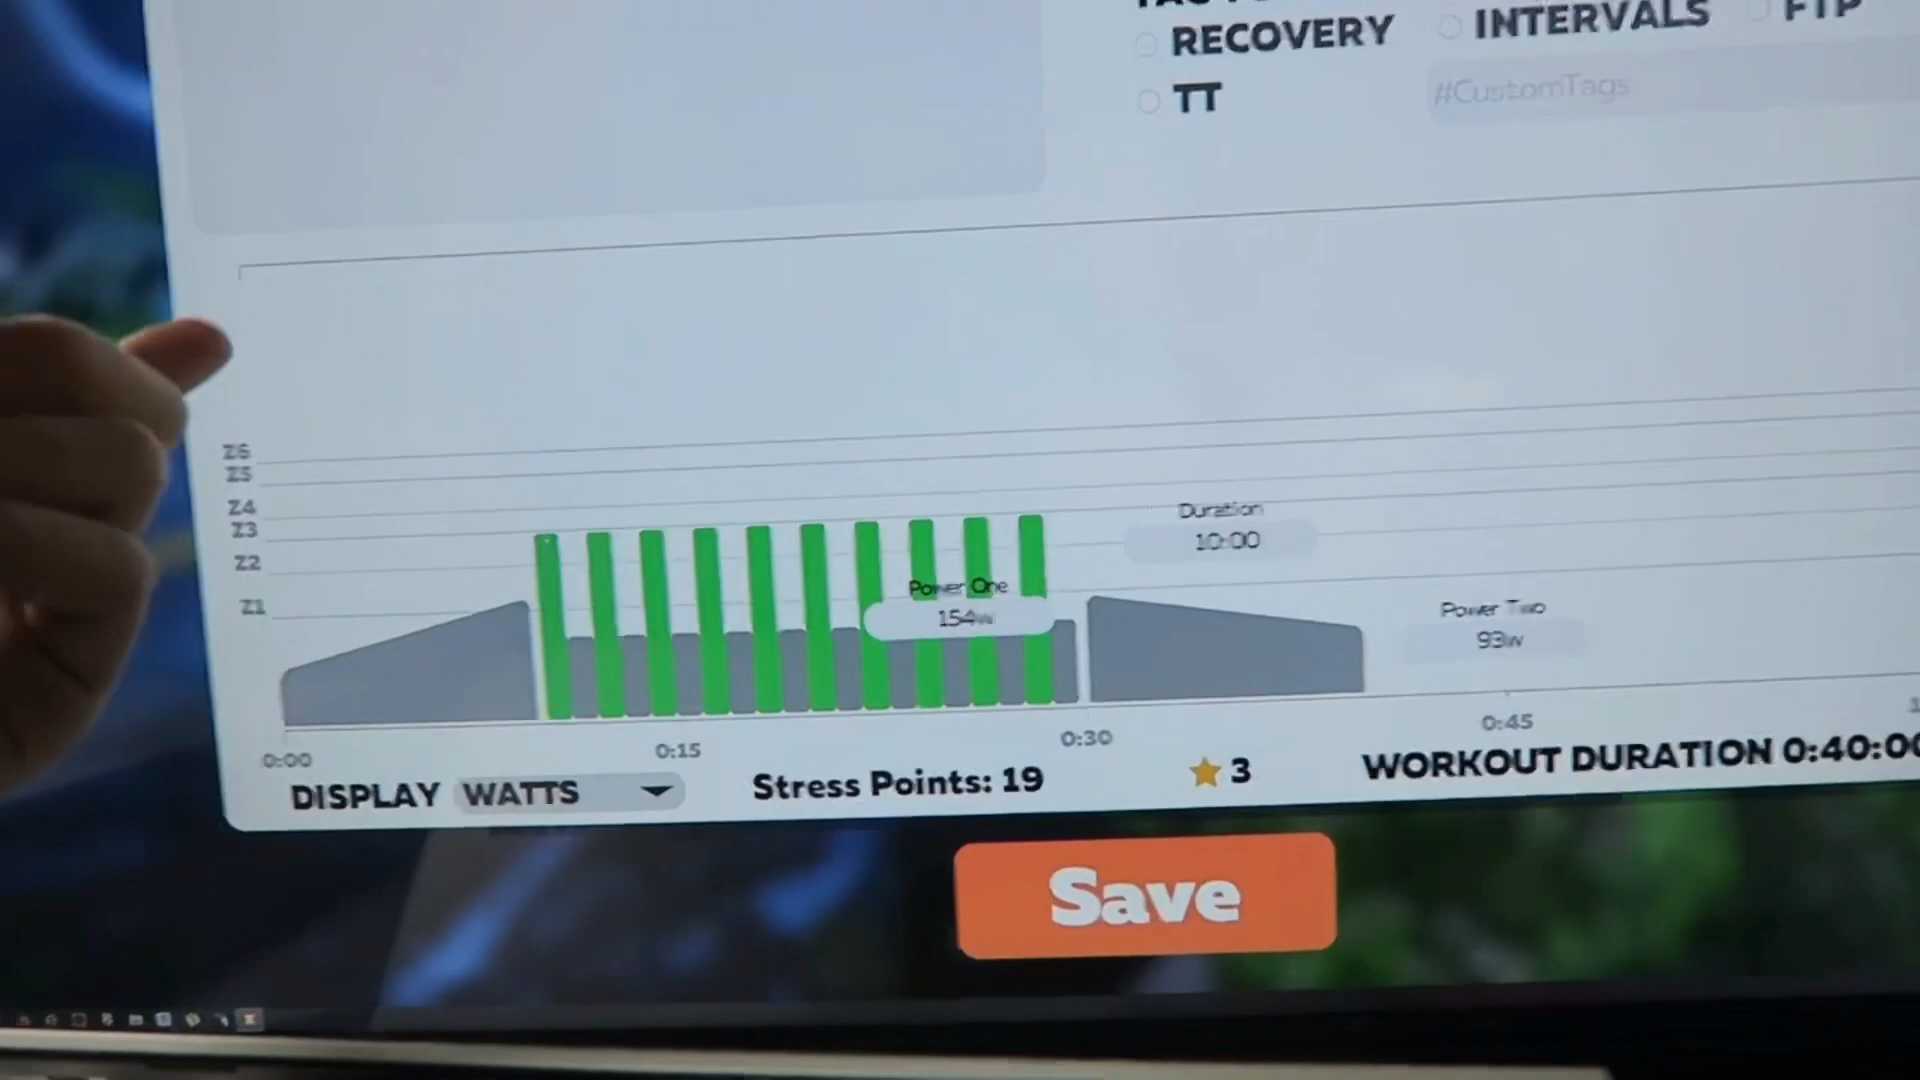 RECOVERY INTERVALS FTP
TT #CustomTags
Z6
Z5
Z4
Z3
Z2
Z1
Duration
10:00
Power One
154w
Power Two
93w
0:00 0:15 0:30 0:45
DISPLAY WATTS Stress Points: 19 3 WORKOUT DURATION 0:40:00
Save